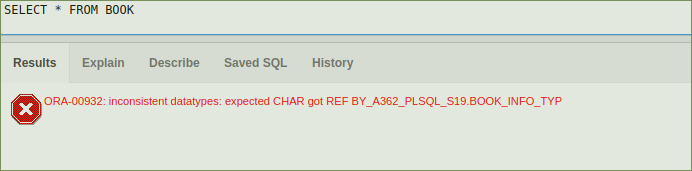 SELECT * FROM BOOK
Results Explain Describe Saved SQL History
ORA-00932: inconsistent datatypes: expected CHAR got REF BY_A362_PLSQL_S19.BOOK_INFO_TYP